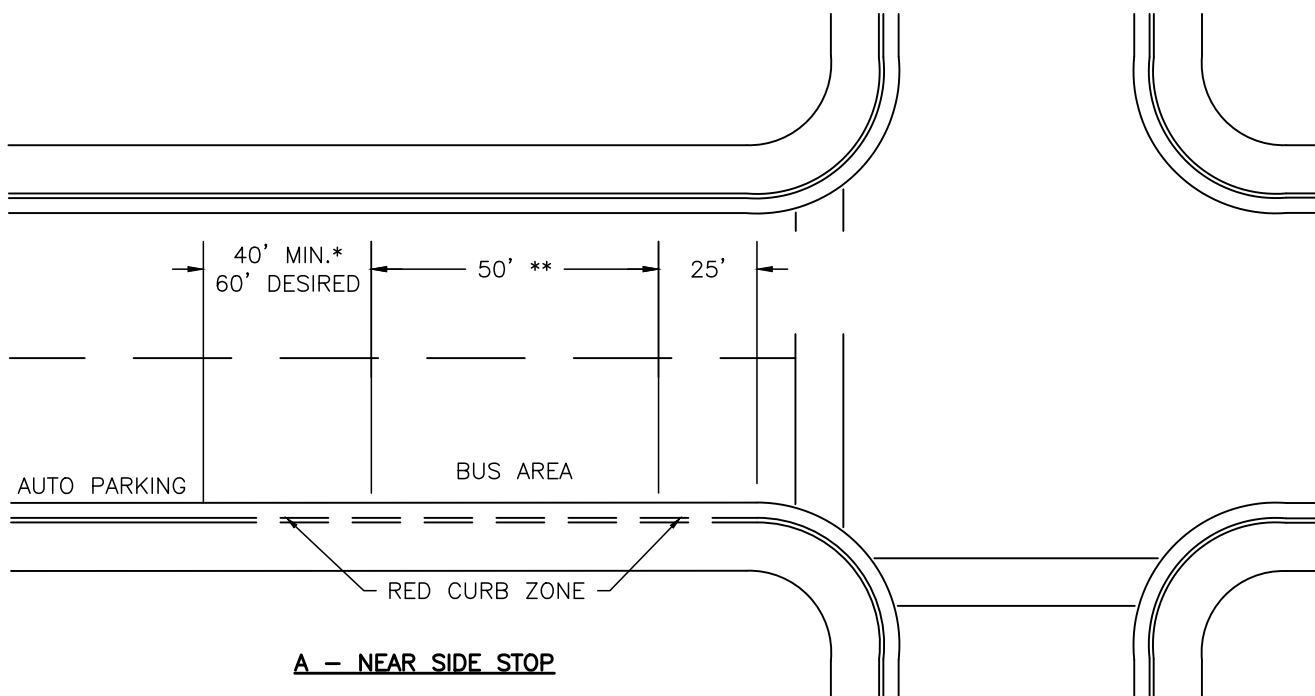 40' MIN.*
60' DESIRED
50' **
25'
AUTO PARKING
BUS AREA
RED CURB ZONE
A – NEAR SIDE STOP